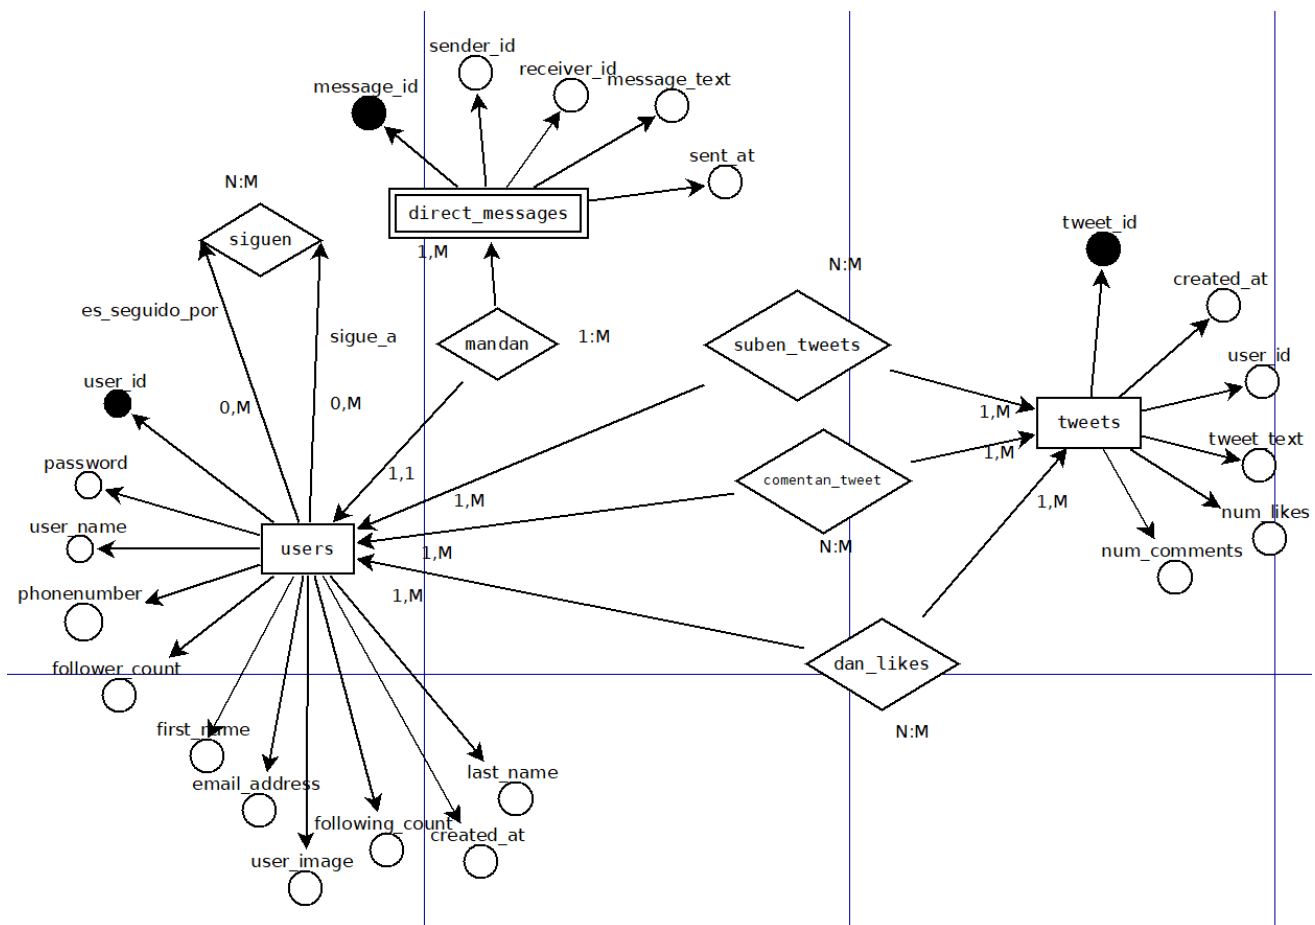 sender_id
receiver_id
message_id
message_text
sent_at
N:M
direct_messages
siguen
tweet_id
1,M
N:M
created_at
es_seguido_por
sigue_a
mandan
1:M
suben_tweets
user_id
user_id
0,M
0,M
1,M
tweets
tweet_text
password
1,1
1,M
comentan_tweet
1,M
1,M
num_likes
user_name
users
1,M
N:M
num_comments
phonenumber
1,M
follower_count
dan_likes
first_name
N:M
last_name
email_address
following_count
created_at
user_image